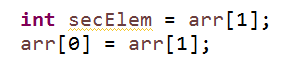 int secElem = arr[1];
arr[0] = arr[1];